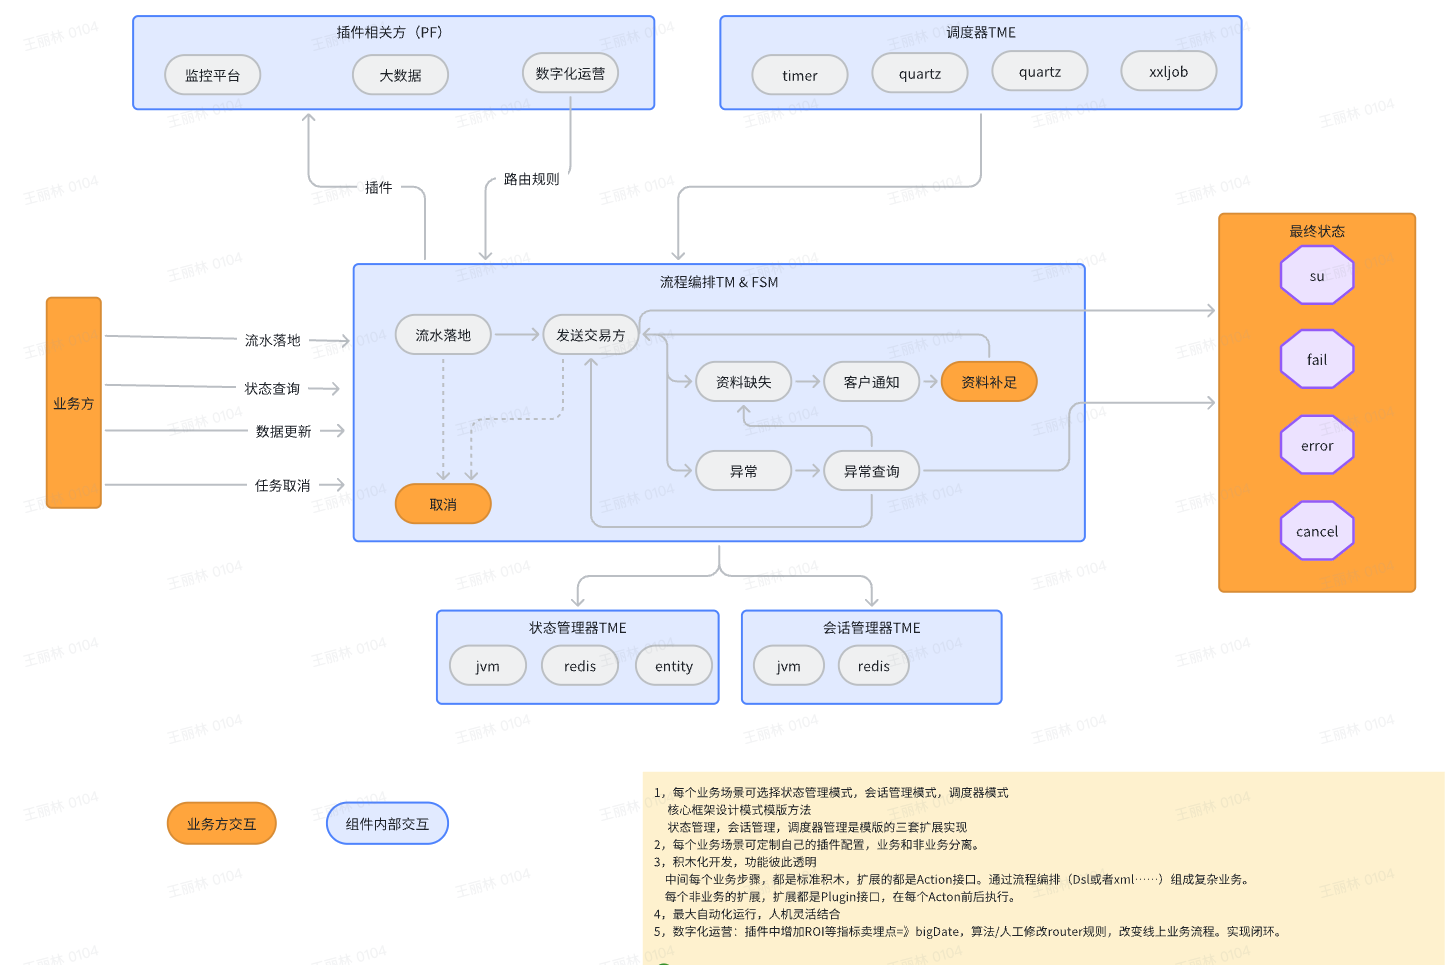 插件相关方（PF）
监控平台
大数据
数字化运营
调度器TME
timer
quartz
quartz
xxljob
插件
路由规则
最终状态
su
fail
error
cancel
流程编排TM & FSM
流水落地
发送交易方
资料缺失
客户通知
资料补足
异常
异常查询
取消
业务方
流水落地
状态查询
数据更新
任务取消
状态管理器TME
jvm
redis
entity
会话管理器TME
jvm
redis
业务方交互
组件内部交互
1，每个业务场景可选择状态管理模式，会话管理模式，调度器模式
核心框架设计模式模版方法
状态管理，会话管理，调度器管理是模版的三套扩展实现
2，每个业务场景可定制自己的插件配置，业务和非业务分离。
3，积木化开发，功能彼此透明
中间每个业务步骤，都是标准积木，扩展的都是Action接口。通过流程编排（Dsl或者xml……）组成复杂业务。
每个非业务的扩展，扩展都是Plugin接口，在每个Acton前后执行。
4，最大自动化运行，人机灵活结合
5，数字化运营：插件中增加ROI等指标卖埋点=》bigDate，算法/人工修改router规则，改变线上业务流程。实现闭环。
王丽林 0104